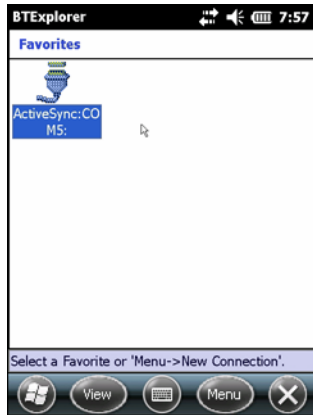 BTExplorer 7:57
Favorites
ActiveSync:CO
M5:
Select a Favorite or 'Menu->New Connection'.
View Menu